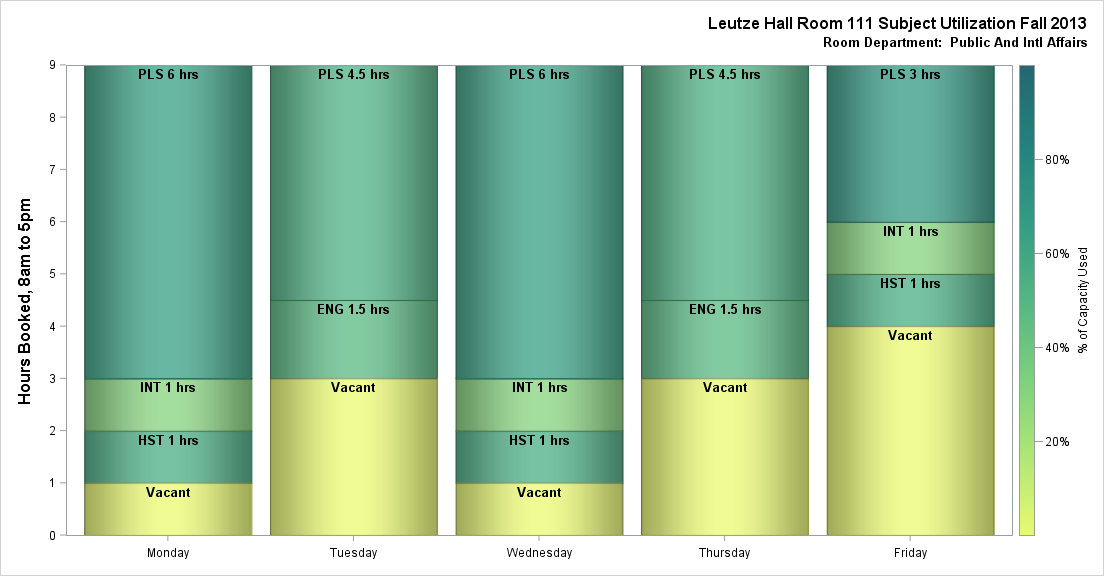 Leutze Hall Room 111 Subject Utilization Fall 2013
Room Department:  Public And Intl Affairs
Hours Booked, 8am to 5pm
9
8
7
6
5
4
3
2
1
0
PLS 6 hrs
INT 1 hrs
HST 1 hrs
Vacant
Monday
PLS 4.5 hrs
ENG 1.5 hrs
Vacant
Tuesday
PLS 6 hrs
INT 1 hrs
HST 1 hrs
Vacant
Wednesday
PLS 4.5 hrs
ENG 1.5 hrs
Vacant
Thursday
PLS 3 hrs
INT 1 hrs
HST 1 hrs
Vacant
Friday
80%
60%
40%
20%
% of Capacity Used